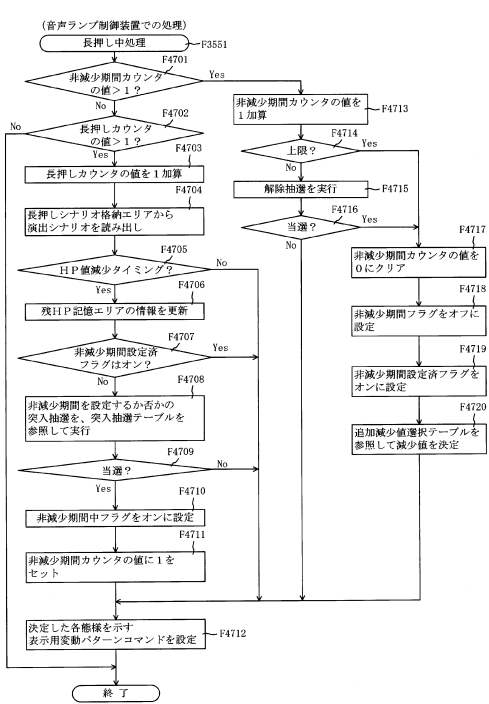 (音声ランプ制御装置での処理)
長押し中処理
F3551
F4701
非減少期間カウンタ
の値>1?
Yes
No
F4702
長押しカウンタ
の値>1?
No
Yes
F4703
長押しカウンタの値を1加算
F4704
長押しシナリオ格納エリアから
演出シナリオを読み出し
F4705
HP値減少タイミング?
No
Yes
F4706
残HP記憶エリアの情報を更新
F4707
非減少期間設定済
フラグはオン?
Yes
No
F4708
非減少期間を設定するか否かの
突入抽選を、突入抽選テーブルを
参照して実行
F4709
当選?
No
Yes
F4710
非減少期間中フラグをオンに設定
F4711
非減少期間カウンタの値に1を
セット
決定した各態様を示す
表示用変動パターンコマンドを設定
F4712
終了
非減少期間カウンタの値を
1加算
F4713
F4714
上限?
Yes
No
解除抽選を実行
F4715
F4716
当選?
Yes
No
F4717
非減少期間カウンタの値を
0にクリア
F4718
非減少期間フラグをオフに
設定
F4719
非減少期間設定済フラグを
オンに設定
F4720
追加減少値選択テーブルを
参照して減少値を決定